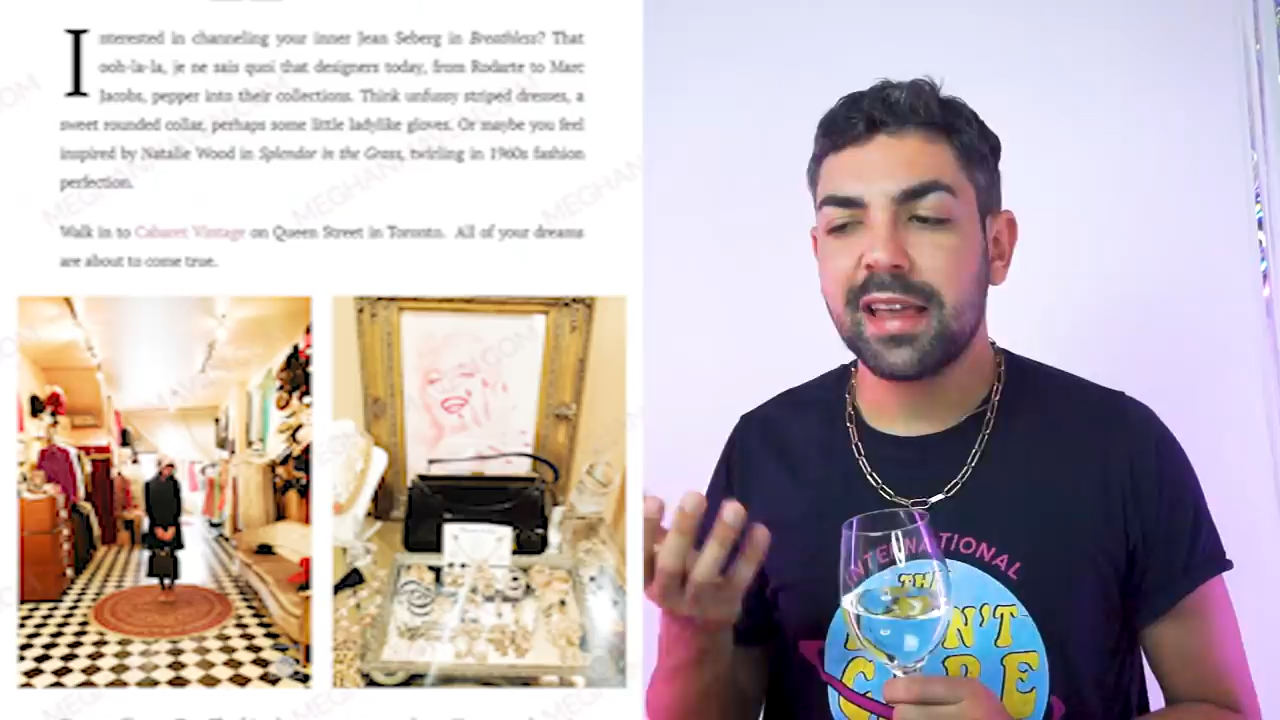 Interested in channeling your inner Jean Seberg in Breathless? That
ooh-la-la, je ne sais quoi that designers today, from Rodarte to Marc
Jacobs, pepper into their collections. Think unfussy striped dresses, a
sweet rounded collar, perhaps some little ladylike gloves. Or maybe you feel
inspired by Natalie Wood in Splendor in the Grass, twirling in 1960s fashion
perfection.
Walk in to Cabaret Vintage on Queen Street in Toronto. All of your dreams
are about to come true.
INTERNATIONAL
THE
DON'T
CARE